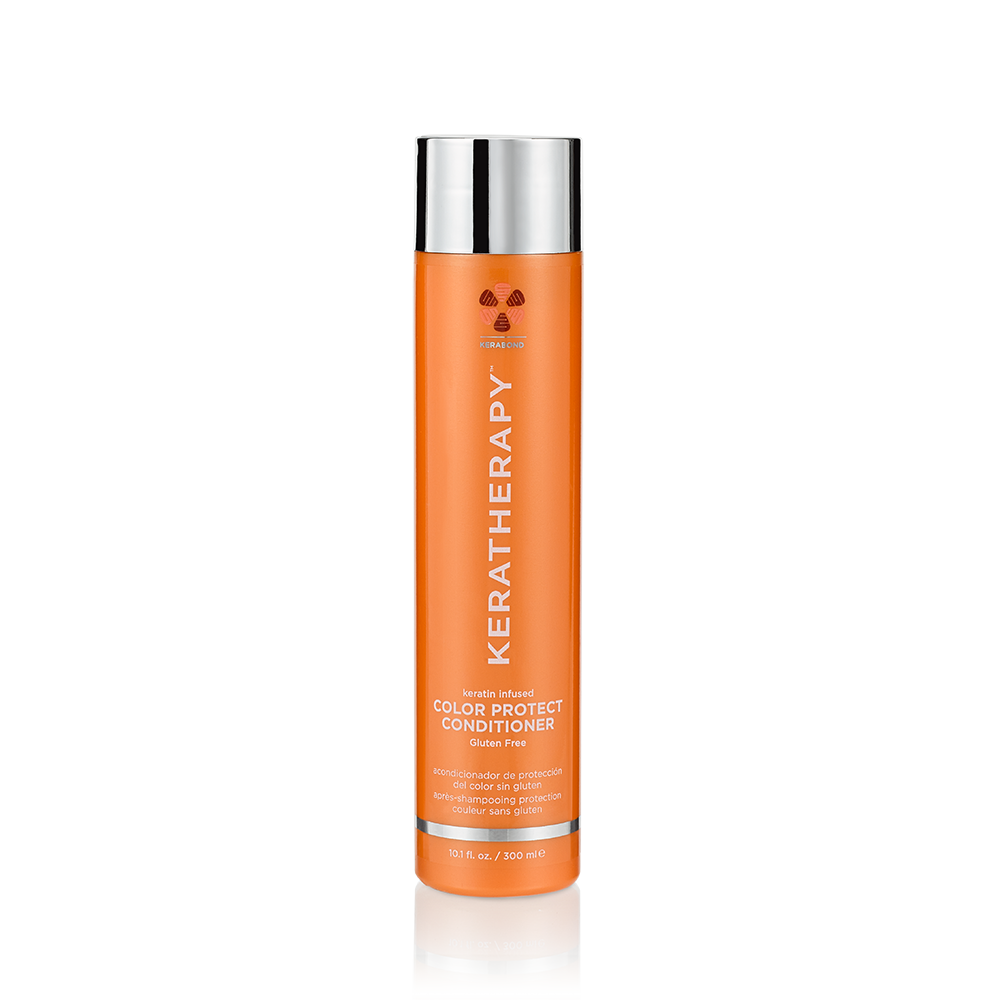 KERABOND
KERATHERAPY™
keratin infused
COLOR PROTECT
CONDITIONER
Gluten Free
acondicionador de protección
del color sin gluten
après-shampooing protection
couleur sans gluten
10.1 fl. oz. / 300 ml ℮